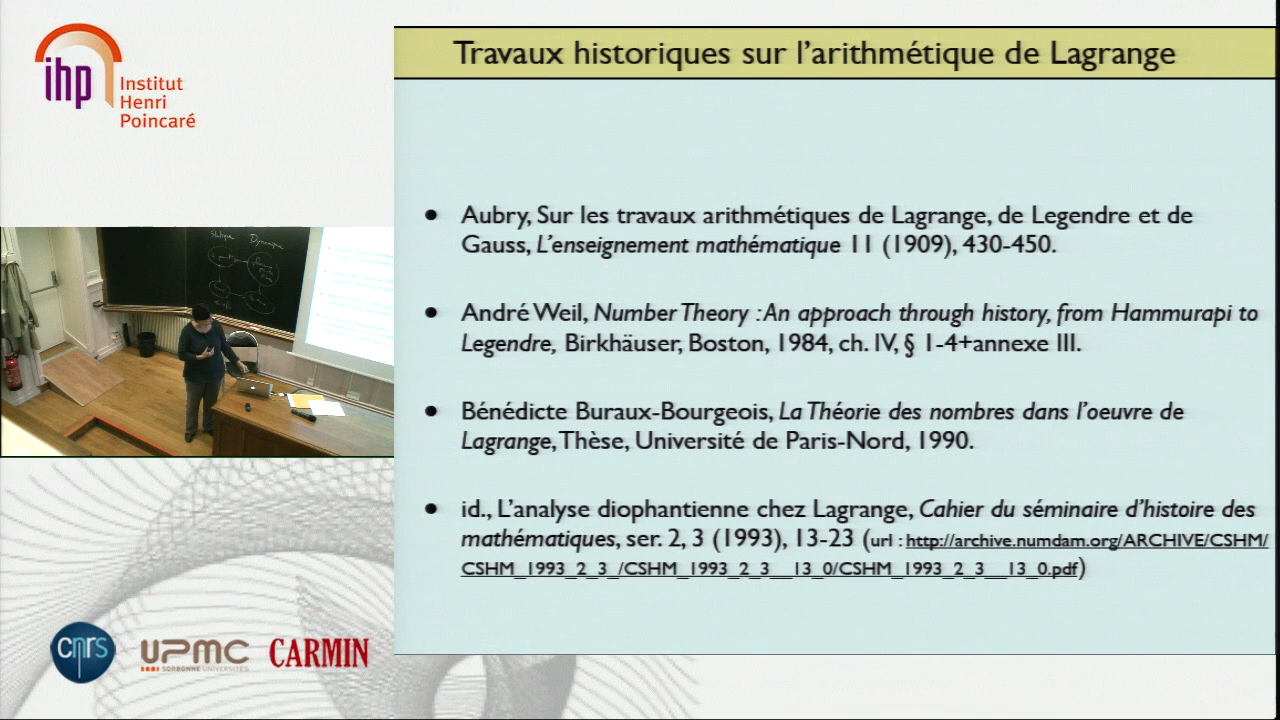 ihp
Institut
Henri
Poincaré
Travaux historiques sur l'arithmétique de Lagrange
• Aubry, Sur les travaux arithmétiques de Lagrange, de Legendre et de
Gauss, L'enseignement mathématique 11 (1909), 430-450.
• André Weil, Number Theory : An approach through history, from Hammurapi to
Legendre, Birkhäuser, Boston, 1984, ch. IV, § 1-4+annexe III.
• Bénédicte Buraux-Bourgeois, La Théorie des nombres dans l'oeuvre de
Lagrange, Thèse, Université de Paris-Nord, 1990.
• id., L'analyse diophantienne chez Lagrange, Cahier du séminaire d'histoire des
mathématiques, ser. 2, 3 (1993), 13-23 (url : http://archive.numdam.org/ARCHIVE/CSHM/
CSHM_1993_2_3_/CSHM_1993_2_3__13_0/CSHM_1993_2_3__13_0.pdf)
Statique Dynamique
cnrs
UPMC
SORBONNE UNIVERSITÉS
CARMIN